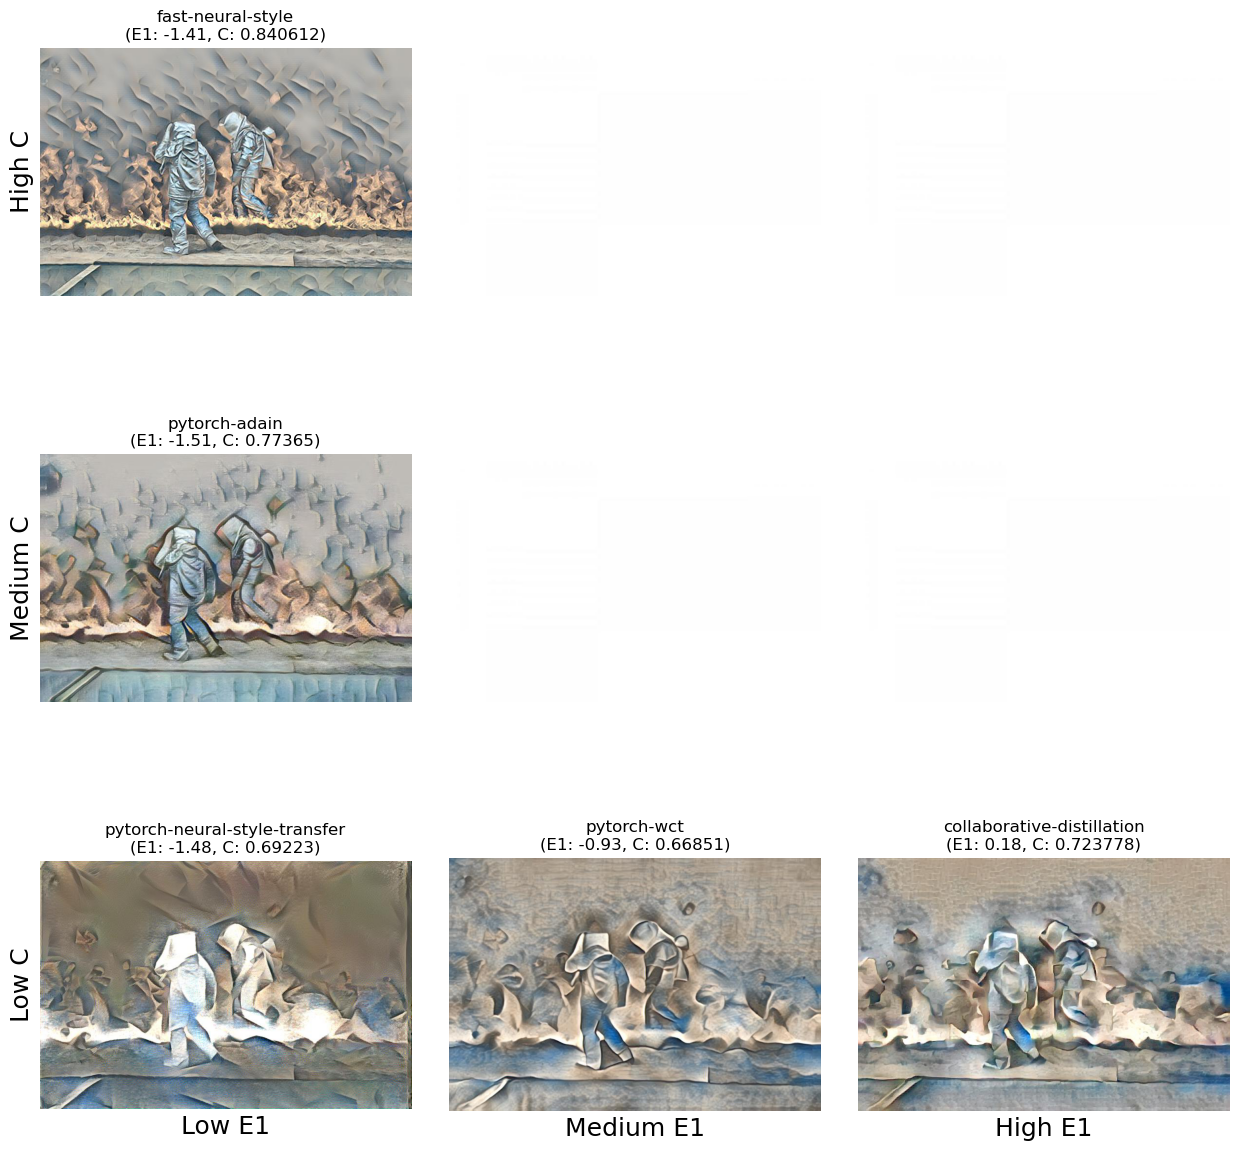 fast-neural-style
(E1: -1.41, C: 0.840612)
High C
pytorch-adain
(E1: -1.51, C: 0.77365)
Medium C
pytorch-neural-style-transfer
(E1: -1.48, C: 0.69223)
pytorch-wct
(E1: -0.93, C: 0.66851)
collaborative-distillation
(E1: 0.18, C: 0.723778)
Low C
Low E1
Medium E1
High E1